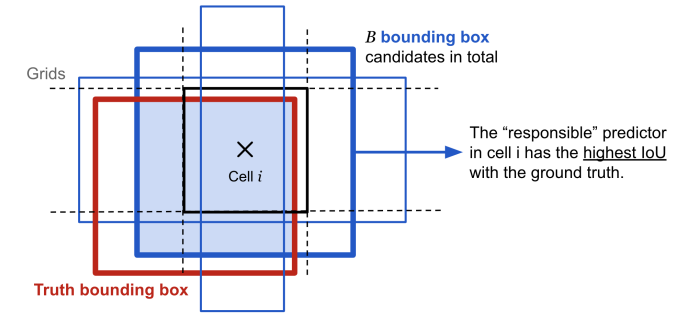 B bounding box
candidates in total
Grids
The “responsible” predictor
in cell i has the highest IoU
with the ground truth.
Cell i
Truth bounding box